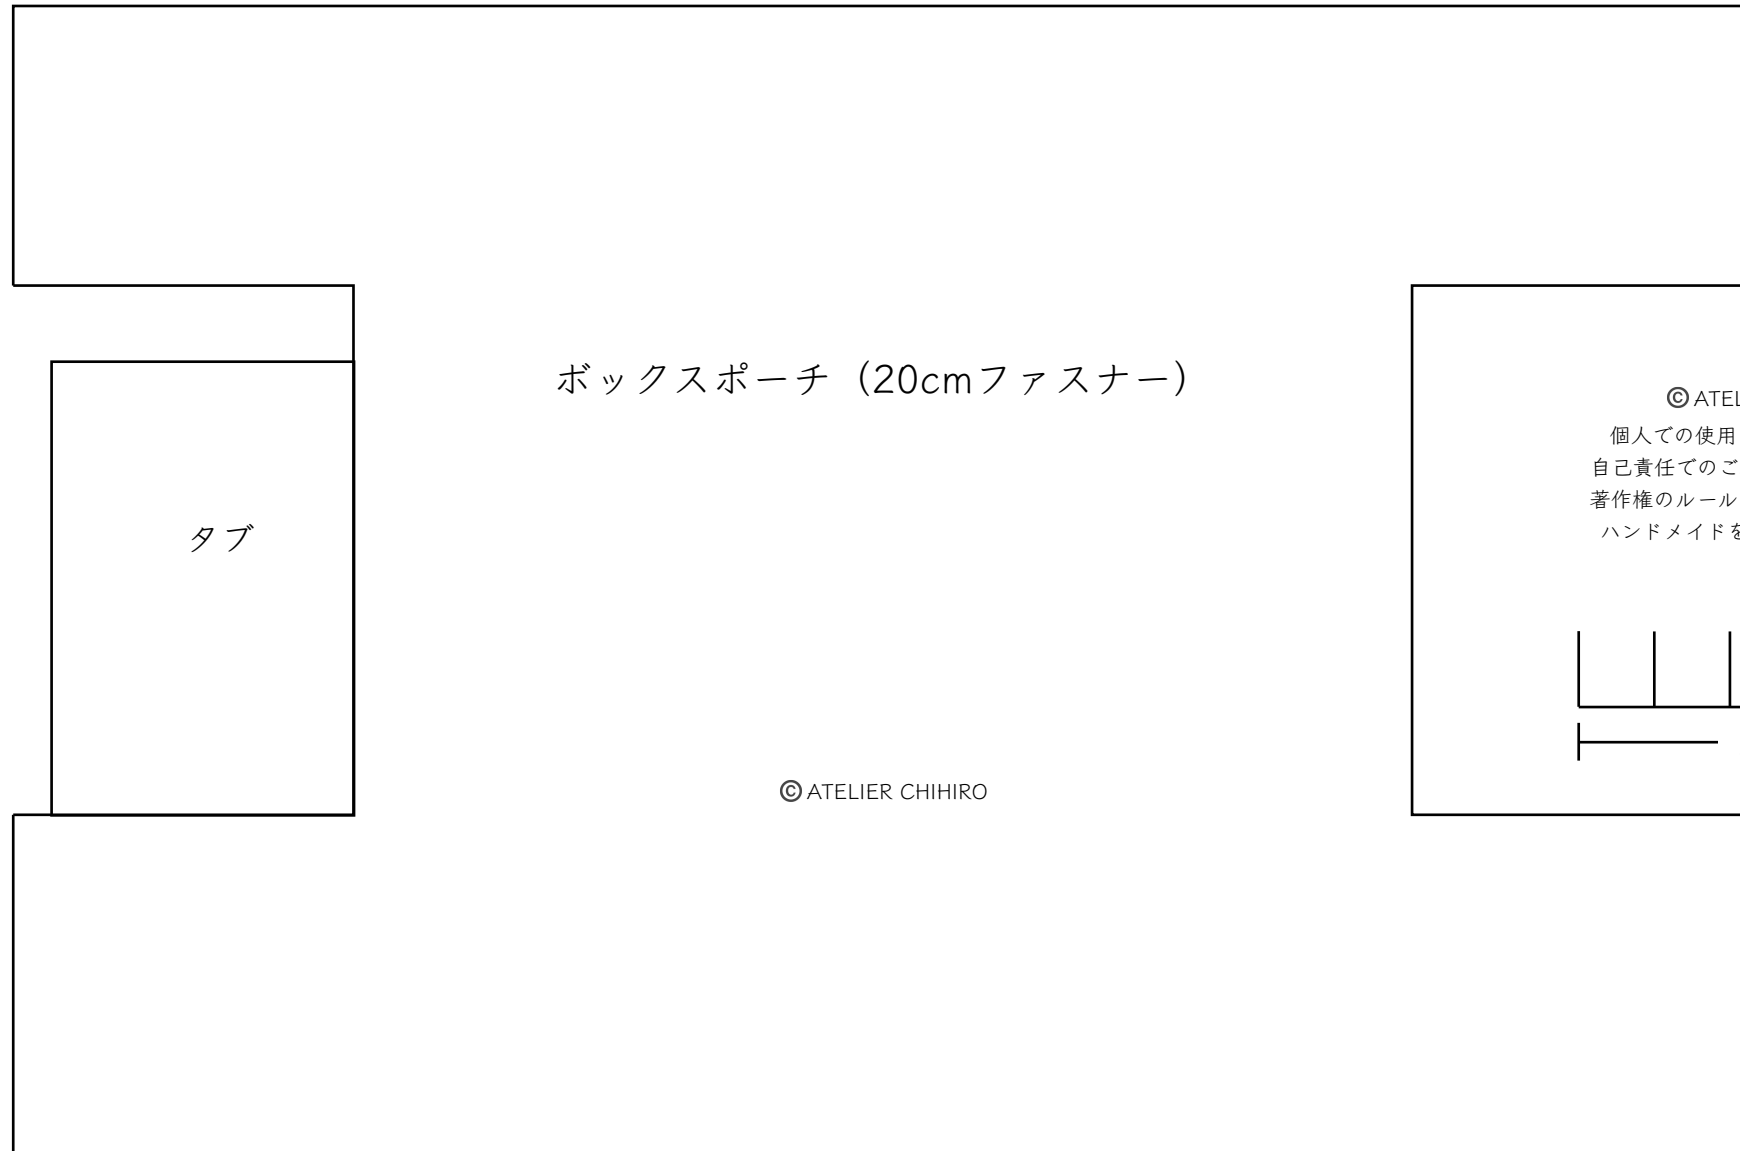 ボックスポーチ（20cmファスナー）
© ATEL
個人での使用
自己責任でのご
著作権のルール
ハンドメイドを
タブ
© ATELIER CHIHIRO